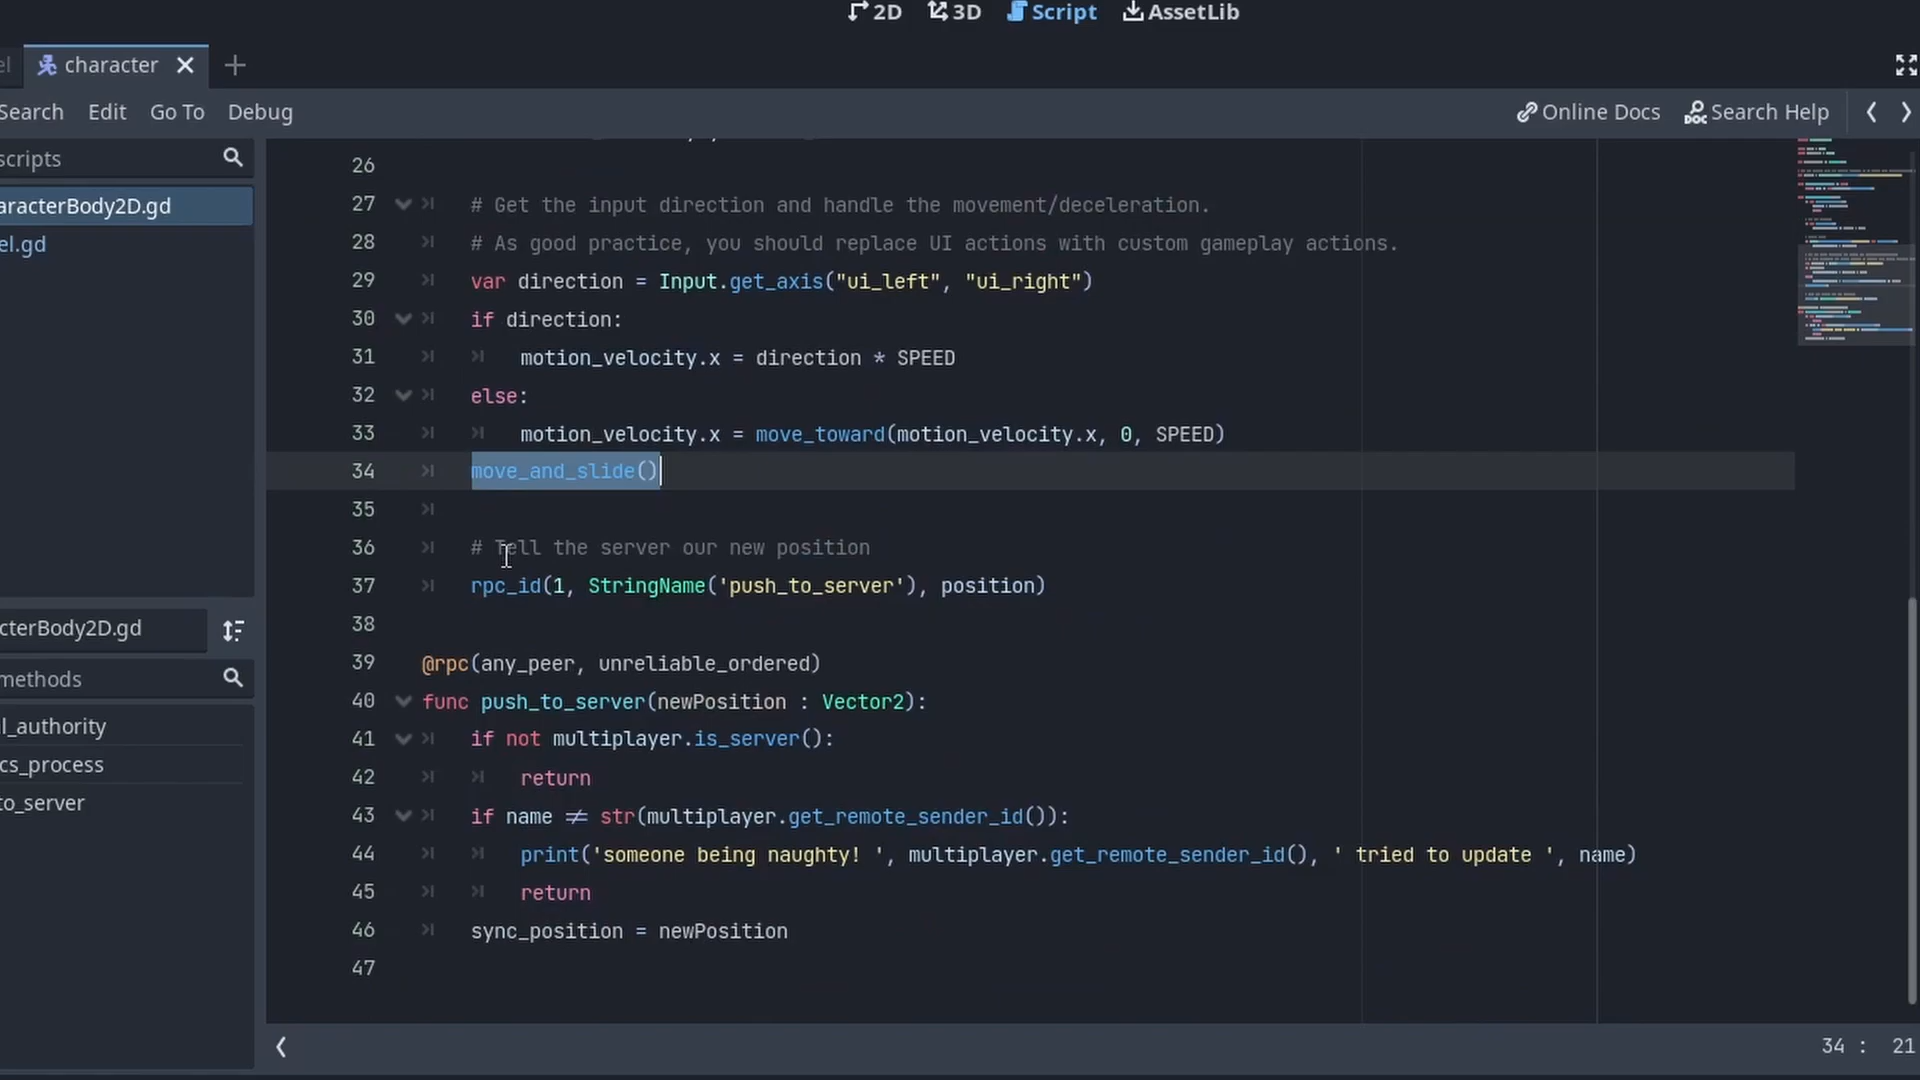 2D 3D Script AssetLib
el character
Search Edit Go To Debug Online Docs Search Help
scripts
aracterBody2D.gd
el.gd
cterBody2D.gd
methods
l_authority
cs_process
to_server
26
27 # Get the input direction and handle the movement/deceleration.
28 # As good practice, you should replace UI actions with custom gameplay actions.
29 var direction = Input.get_axis("ui_left", "ui_right")
30 if direction:
31 motion_velocity.x = direction * SPEED
32 else:
33 motion_velocity.x = move_toward(motion_velocity.x, 0, SPEED)
34 move_and_slide()
35
36 # Tell the server our new position
37 rpc_id(1, StringName('push_to_server'), position)
38
39 @rpc(any_peer, unreliable_ordered)
40 func push_to_server(newPosition : Vector2):
41 if not multiplayer.is_server():
42 return
43 if name ≠ str(multiplayer.get_remote_sender_id()):
44 print('someone being naughty! ', multiplayer.get_remote_sender_id(), ' tried to update ', name)
45 return
46 sync_position = newPosition
47
34 : 21